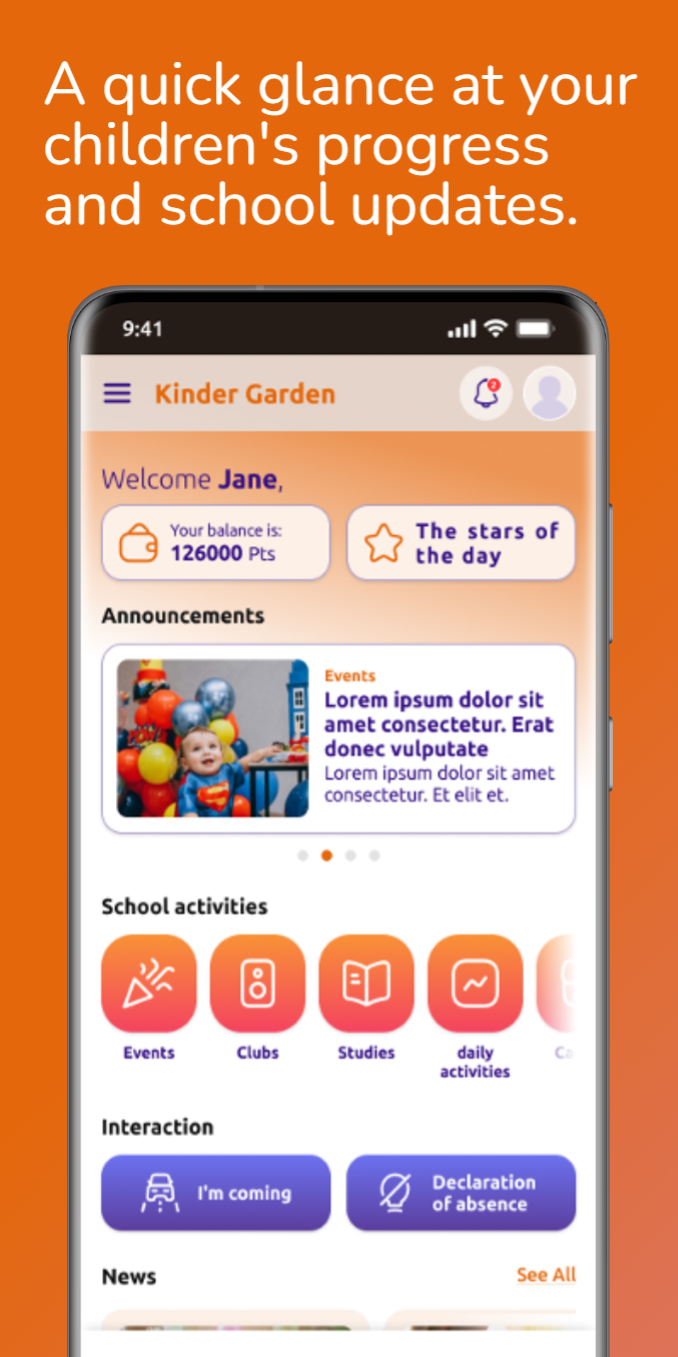 A quick glance at your
children's progress
and school updates.
9:41
Kinder Garden
2
Welcome Jane,
Your balance is:
126000 Pts
The stars of
the day
Announcements
Events
Lorem ipsum dolor sit
amet consectetur. Erat
donec vulputate
Lorem ipsum dolor sit amet
consectetur. Et elit et.
School activities
Events
Clubs
Studies
daily
activities
Ca
Interaction
I'm coming
Declaration
of absence
News
See All